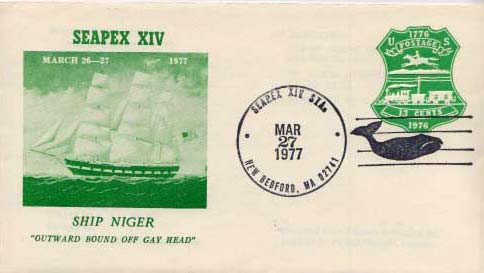 SEAPEX XIV
MARCH 26—27 1977
SHIP NIGER
"OUTWARD BOUND OFF GAY HEAD"
SEAPEX XIV STA.
MAR
27
1977
NEW BEDFORD, MA 02741
1776
U S
POSTAGE
13 CENTS
1976